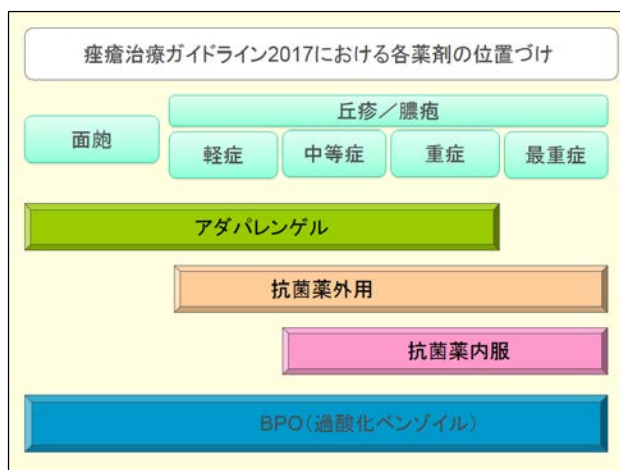 痤瘡治療ガイドライン2017における各薬剤の位置づけ
丘疹／膿疱
面皰
軽症
中等症
重症
最重症
アダパレンゲル
抗菌薬外用
抗菌薬内服
BPO（過酸化ベンゾイル）